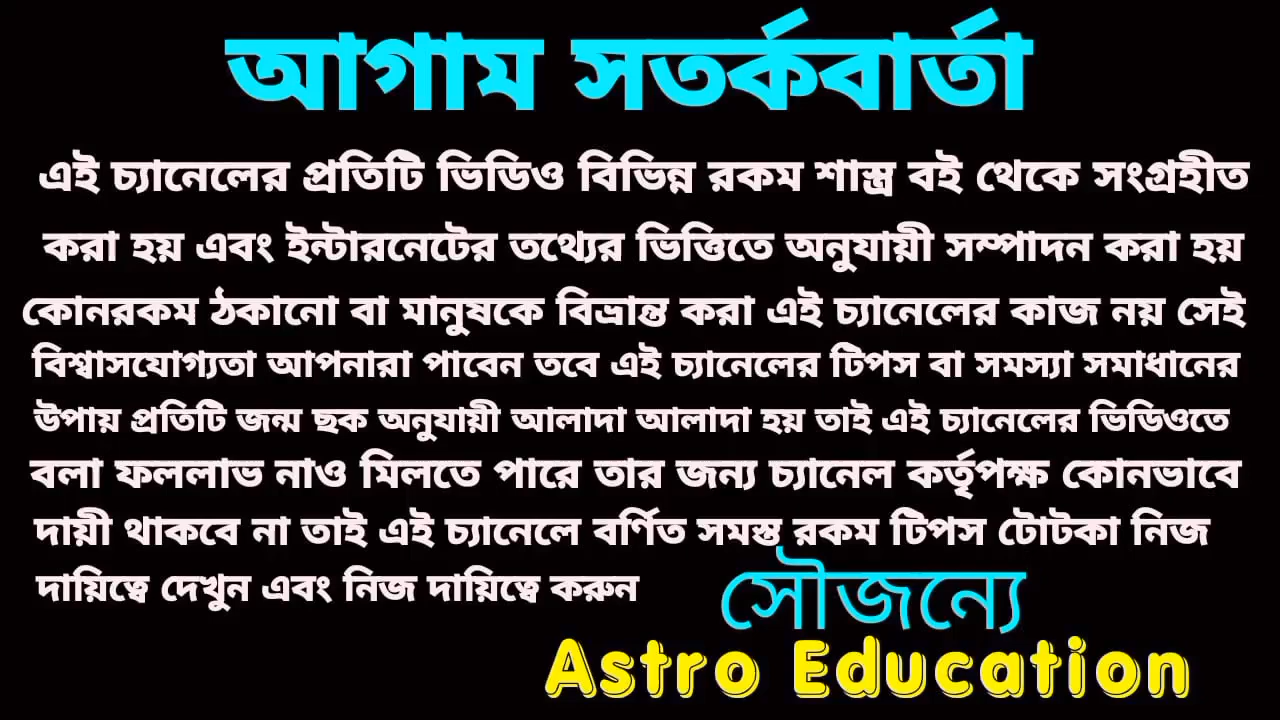 আগাম সতর্কবার্তা
এই চ্যানেলের প্রতিটি ভিডিও বিভিন্ন রকম শাস্ত্র বই থেকে সংগ্রহীত
করা হয় এবং ইন্টারনেটের তথ্যের ভিত্তিতে অনুযায়ী সম্পাদন করা হয়
কোনরকম ঠকানো বা মানুষকে বিভ্রান্ত করা এই চ্যানেলের কাজ নয় সেই
বিশ্বাসযোগ্যতা আপনারা পাবেন তবে এই চ্যানেলের টিপস বা সমস্যা সমাধানের
উপায় প্রতিটি জন্ম ছক অনুযায়ী আলাদা আলাদা হয় তাই এই চ্যানেলের ভিডিওতে
বলা ফললাভ নাও মিলতে পারে তার জন্য চ্যানেল কর্তৃপক্ষ কোনভাবে
দায়ী থাকবে না তাই এই চ্যানেলে বর্ণিত সমস্ত রকম টিপস টোটকা নিজ
দায়িত্বে দেখুন এবং নিজ দায়িত্বে করুন
সৌজন্যে
Astro Education